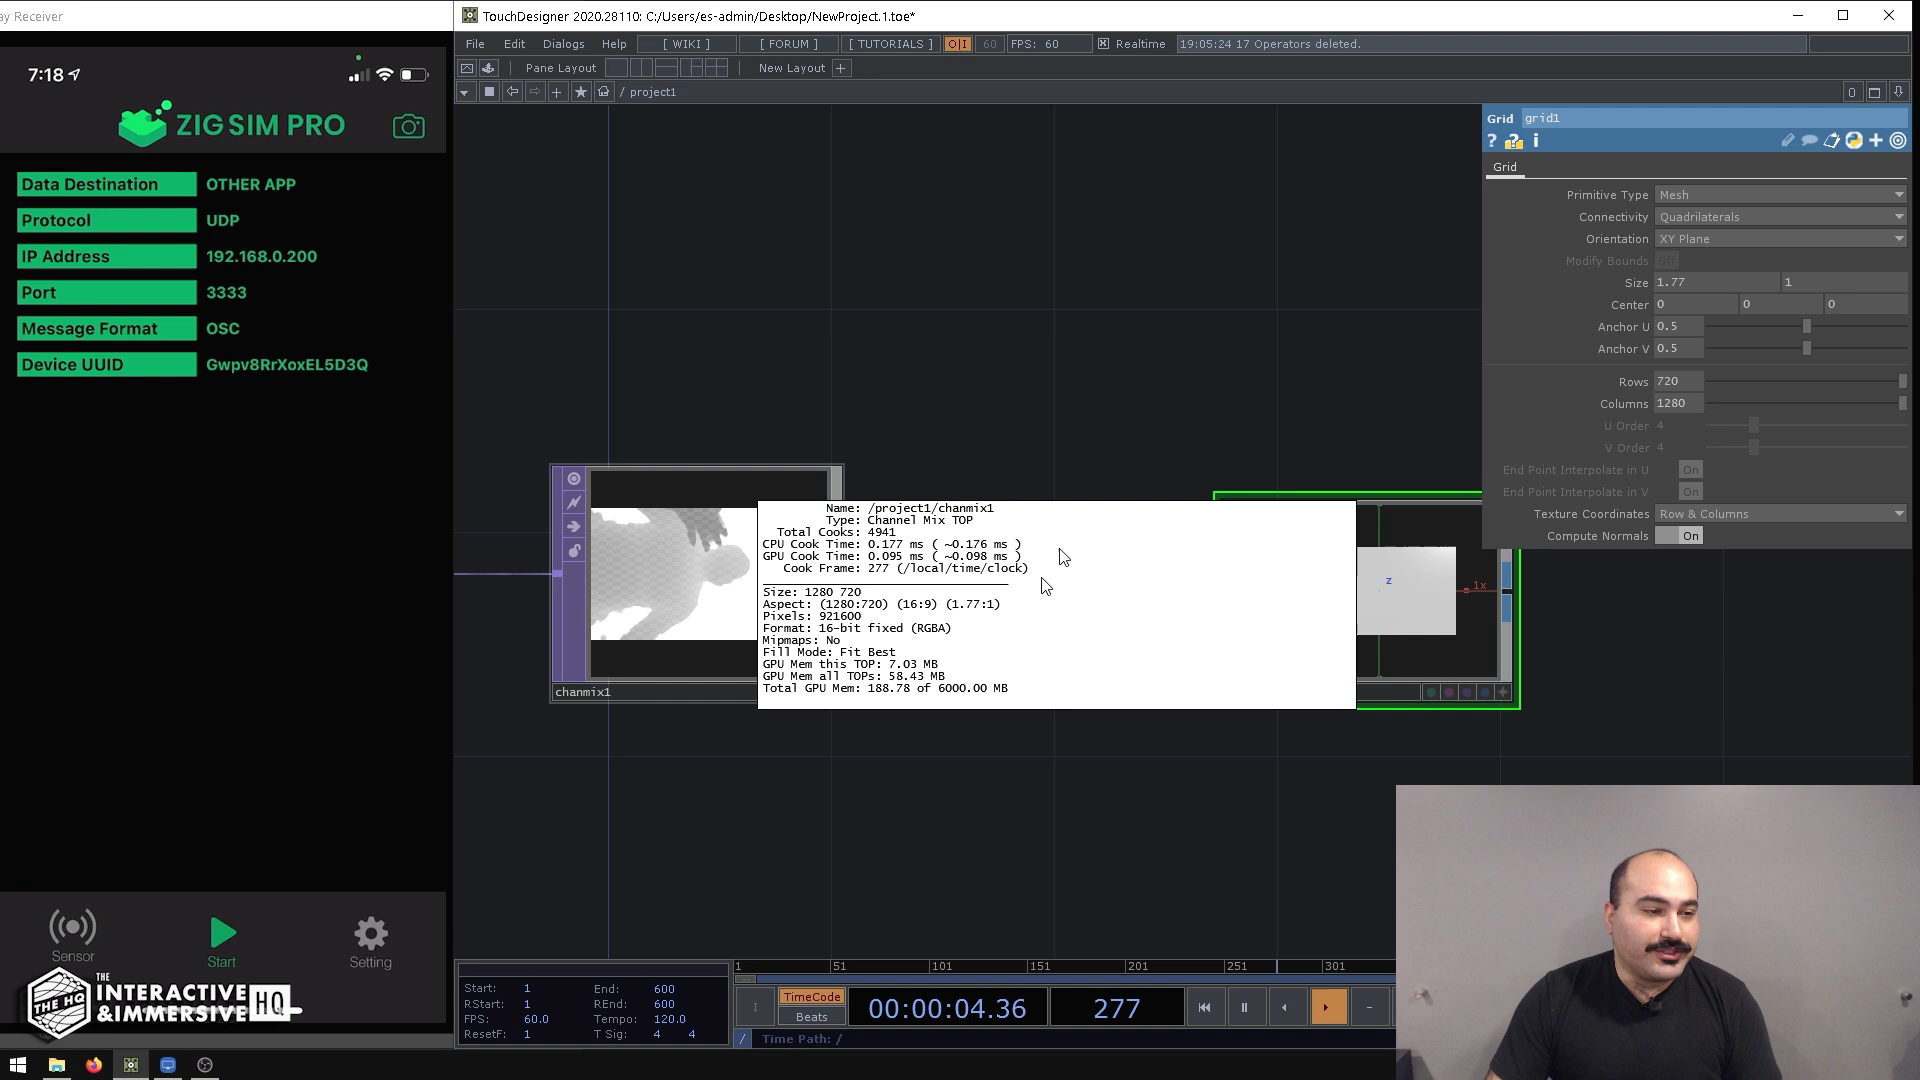 ay Receiver
TouchDesigner 2020.28110: C:/Users/es-admin/Desktop/NewProject.1.toe*
File Edit Dialogs Help [ WIKI ] [ FORUM ] [ TUTORIALS ] O|I 60 FPS: 60 Realtime 19:05:24 17 Operators deleted.
Pane Layout New Layout
/ project1
0
7:18
ZIG SIM PRO
Data Destination OTHER APP
Protocol UDP
IP Address 192.168.0.200
Port 3333
Message Format OSC
Device UUID Gwpv8RrXoxEL5D3Q
Sensor Start Setting
THE HQ
THE
INTERACTIVE
&IMMERSIVE HQ
Grid grid1
Grid
Primitive Type Mesh
Connectivity Quadrilaterals
Orientation XY Plane
Modify Bounds Off
Size 1.77 1
Center 0 0 0
Anchor U 0.5
Anchor V 0.5
Rows 720
Columns 1280
U Order 4
V Order 4
End Point Interpolate in U On
End Point Interpolate in V On
Texture Coordinates Row & Columns
Compute Normals On
Name: /project1/chanmix1
Type: Channel Mix TOP
Total Cooks: 4941
CPU Cook Time: 0.177 ms ( ~0.176 ms )
GPU Cook Time: 0.095 ms ( ~0.098 ms )
Cook Frame: 277 (/local/time/clock)
Size: 1280 720
Aspect: (1280:720) (16:9) (1.77:1)
Pixels: 921600
Format: 16-bit fixed (RGBA)
Mipmaps: No
Fill Mode: Fit Best
GPU Mem this TOP: 7.03 MB
GPU Mem all TOPs: 58.43 MB
Total GPU Mem: 188.78 of 6000.00 MB
chanmix1
z
1x
1 51 101 151 201 251 301
Start: 1 End: 600
RStart: 1 REnd: 600
FPS: 60.0 Tempo: 120.0
ResetF: 1 T Sig: 4 4
TimeCode
Beats
00:00:04.36
277
/ Time Path: /